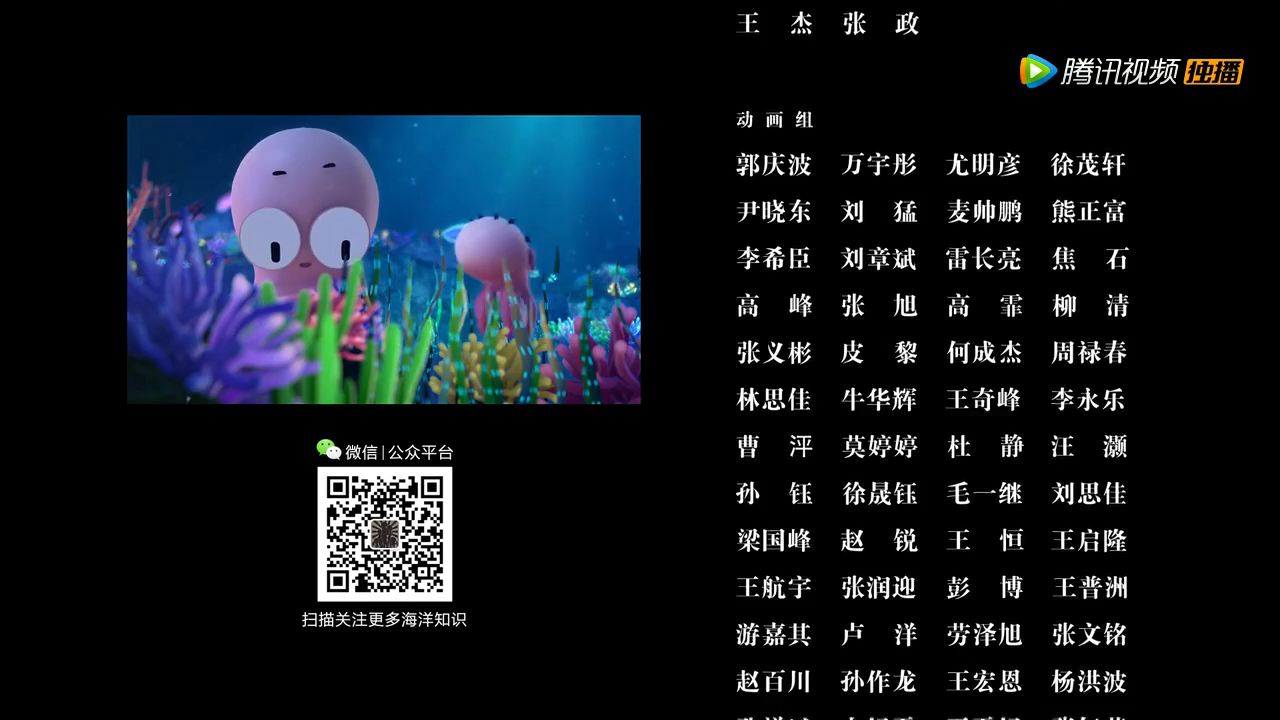 王 杰 张 政
腾讯视频 独播
动画组
郭庆波 万宇彤 尤明彦 徐茂轩
尹晓东 刘 猛 麦帅鹏 熊正富
李希臣 刘章斌 雷长亮 焦 石
高 峰 张 旭 高 霏 柳 清
张义彬 皮 黎 何成杰 周禄春
林思佳 牛华辉 王奇峰 李永乐
曹 泙 莫婷婷 杜 静 汪 灏
孙 钰 徐晟钰 毛一继 刘思佳
梁国峰 赵 锐 王 恒 王启隆
王航宇 张润迎 彭 博 王普洲
游嘉其 卢 洋 劳泽旭 张文铭
赵百川 孙作龙 王宏恩 杨洪波
微信|公众平台
扫描关注更多海洋知识